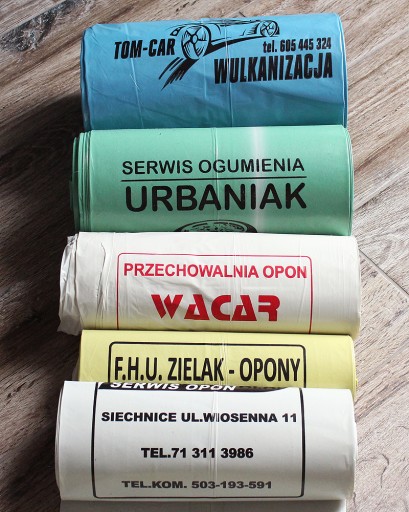 TOM-CAR
tel. 605 445 324
WULKANIZACJA
SERWIS OGUMIENIA
URBANIAK
PRZECHOWALNIA OPON
WACAR
F.H.U. ZIELAK - OPONY
SERWIS OPON
SIECHNICE UL.WIOSENNA 11
TEL.71 311 3986
TEL.KOM. 503-193-591